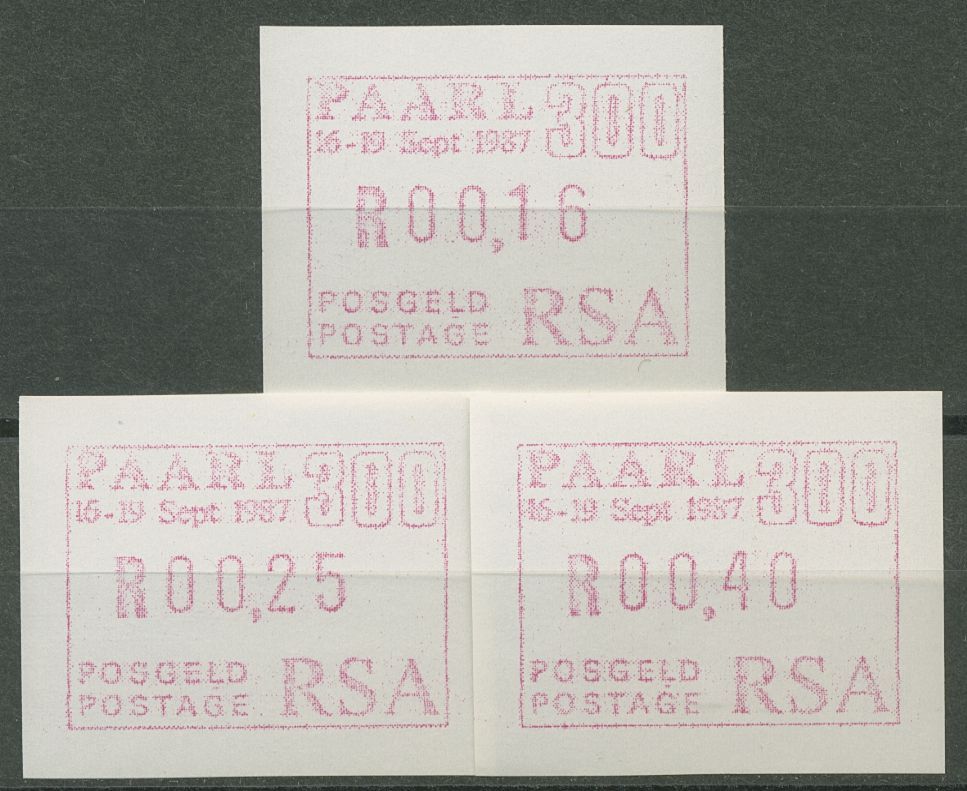 PAARL 300
16-19 Sept 1987
R00,16
POSGELD
POSTAGE RSA
PAARL 300
16-19 Sept 1987
R00,25
POSGELD
POSTAGE RSA
PAARL 300
16-19 Sept 1987
R00,40
POSGELD
POSTAGE RSA